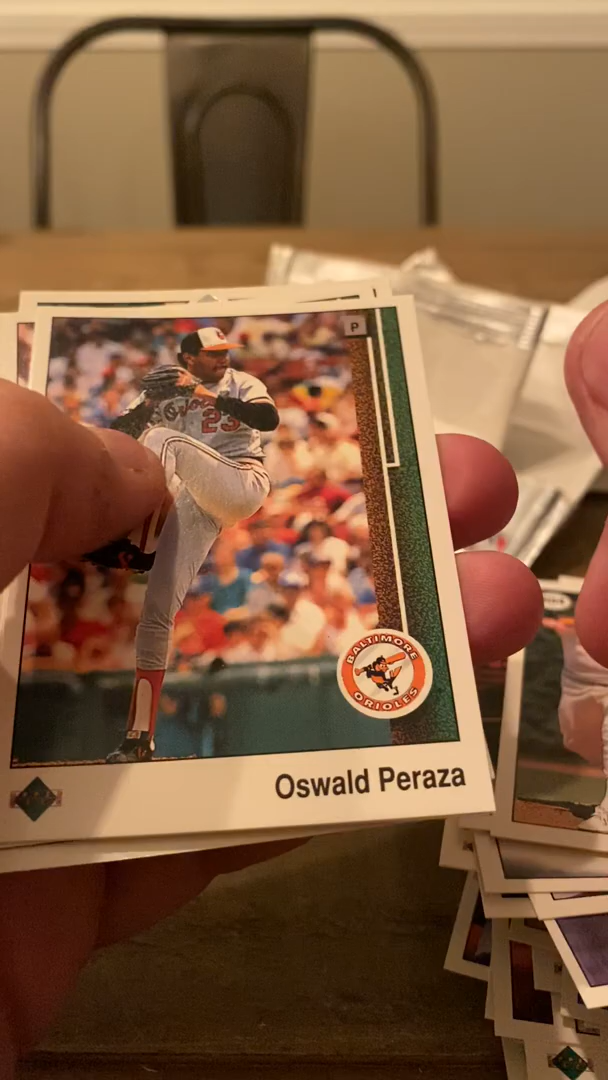 P
Orioles
23
BALTIMORE
ORIOLES
Oswald Peraza